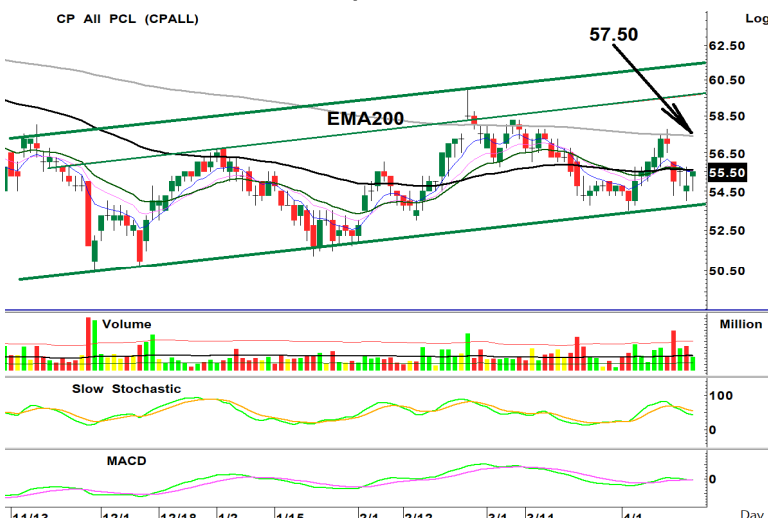 CP All PCL (CPALL)
Log
57.50
62.50
60.50
EMA200
58.50
56.50
55.50
54.50
52.50
50.50
Volume
Million
Slow Stochastic
100
0
MACD
0
11/13 12/1 12/18 1/2 1/15 2/1 2/12 3/1 3/11 4/1 Day